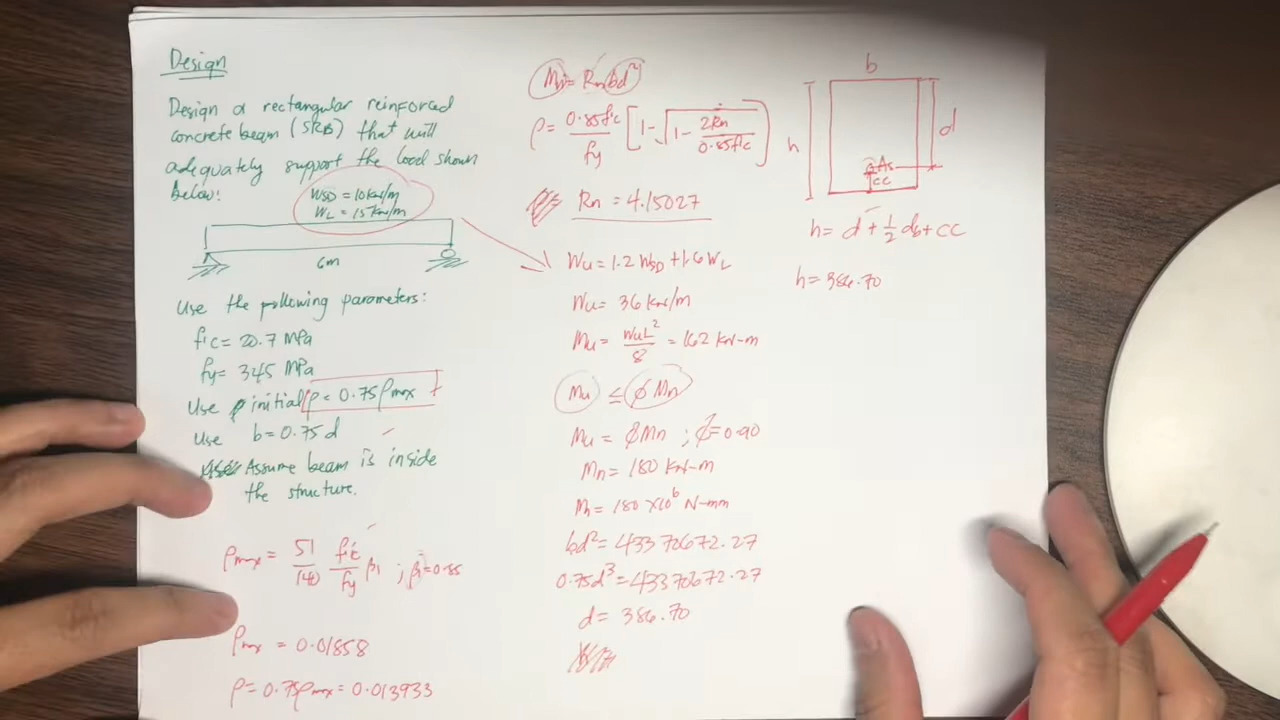 Design
Design a rectangular reinforced
concrete beam (SRB) that will
adequately support the load shown
below:
WSD = 10 kN/m
WL = 15 kN/m
6m
Use the following parameters:
f'c = 20.7 MPa
fy = 345 MPa
Use initial ρ = 0.75ρmax
Use b = 0.75 d
Assume beam is inside
the structure.
ρmax = 51/140 f'c/fy β1 ; β1 = 0.85
ρmax = 0.01858
ρ = 0.75ρmax = 0.013933
Mn = Rnbd²
ρ = 0.85f'c/fy [1 - √(1 - 2Rn/0.85f'c)]
Rn = 4.15027
Wu = 1.2 WSD + 1.6 WL
Wu = 36 kN/m
Mu = WuL²/8 = 162 kN-m
Mu ≤ ϕMn
Mu = ϕMn ; ϕ = 0.90
Mn = 180 kN-m
Mn = 180 x10⁶ N-mm
bd² = 43370672.27
0.75d³ = 43370672.27
d = 386.70
b
h
d
As
cc
h = d + ½ db + cc
h = 386.70